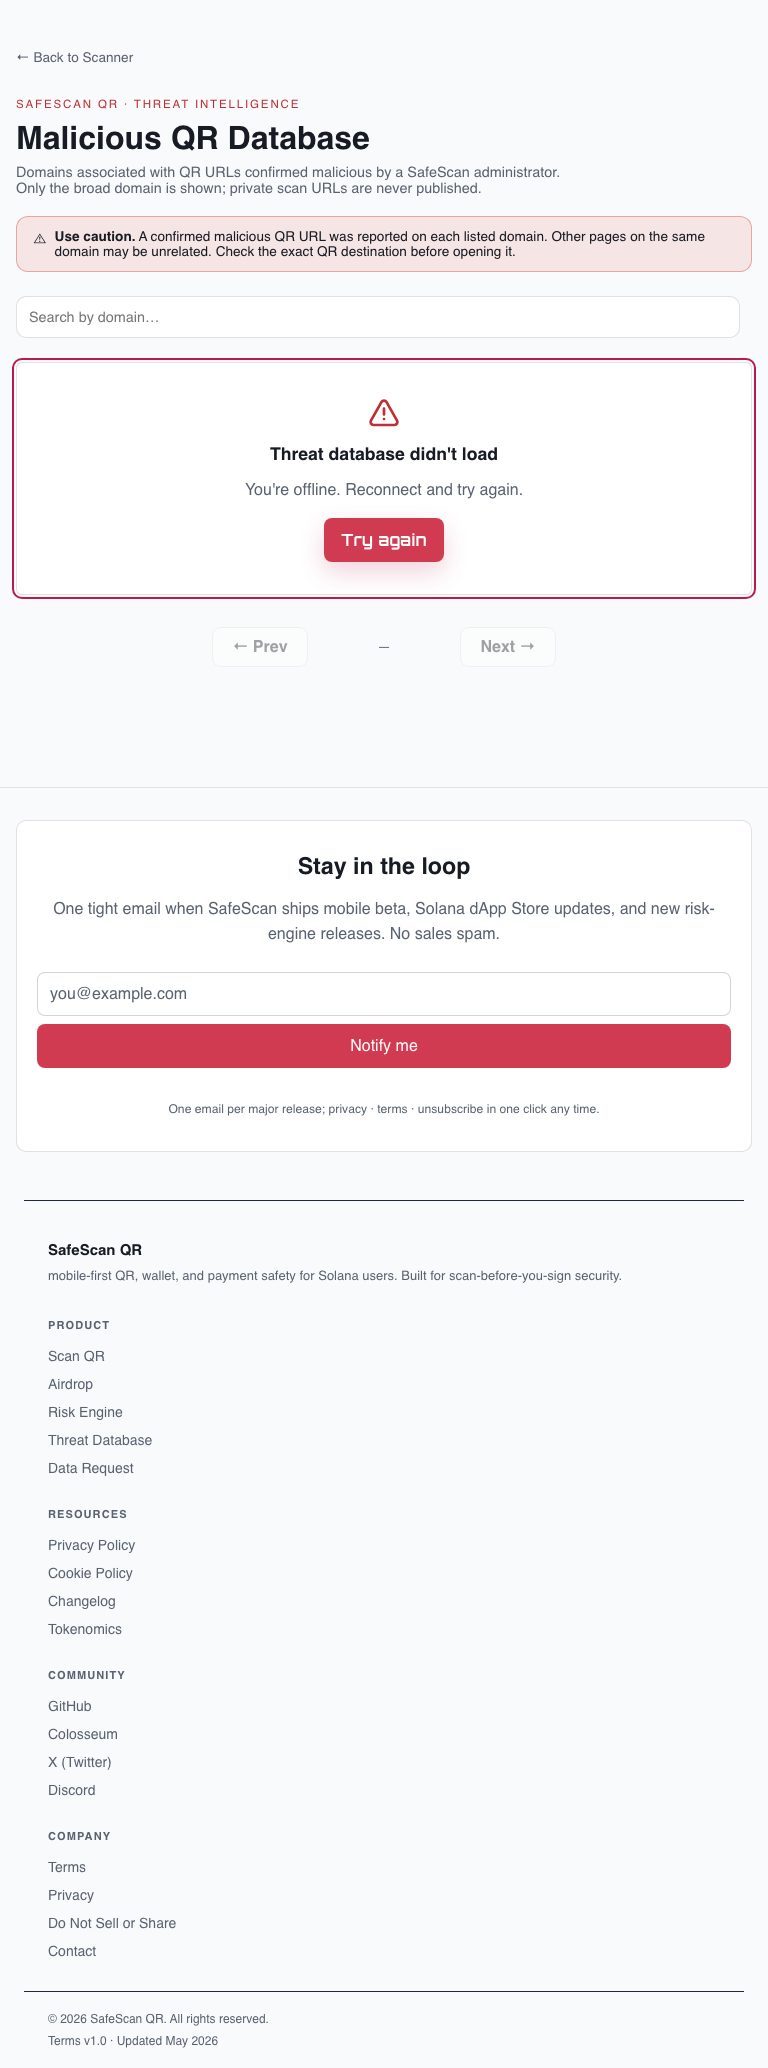 ← Back to Scanner
SAFESCAN QR · THREAT INTELLIGENCE
Malicious QR Database
Domains associated with QR URLs confirmed malicious by a SafeScan administrator.
Only the broad domain is shown; private scan URLs are never published.
⚠ Use caution. A confirmed malicious QR URL was reported on each listed domain. Other pages on the same
domain may be unrelated. Check the exact QR destination before opening it.
Search by domain…
Threat database didn't load
You're offline. Reconnect and try again.
Try again
← Prev – Next →
Stay in the loop
One tight email when SafeScan ships mobile beta, Solana dApp Store updates, and new risk-
engine releases. No sales spam.
you@example.com
Notify me
One email per major release; privacy · terms · unsubscribe in one click any time.
SafeScan QR
mobile-first QR, wallet, and payment safety for Solana users. Built for scan-before-you-sign security.
PRODUCT
Scan QR
Airdrop
Risk Engine
Threat Database
Data Request
RESOURCES
Privacy Policy
Cookie Policy
Changelog
Tokenomics
COMMUNITY
GitHub
Colosseum
X (Twitter)
Discord
COMPANY
Terms
Privacy
Do Not Sell or Share
Contact
© 2026 SafeScan QR. All rights reserved.
Terms v1.0 · Updated May 2026